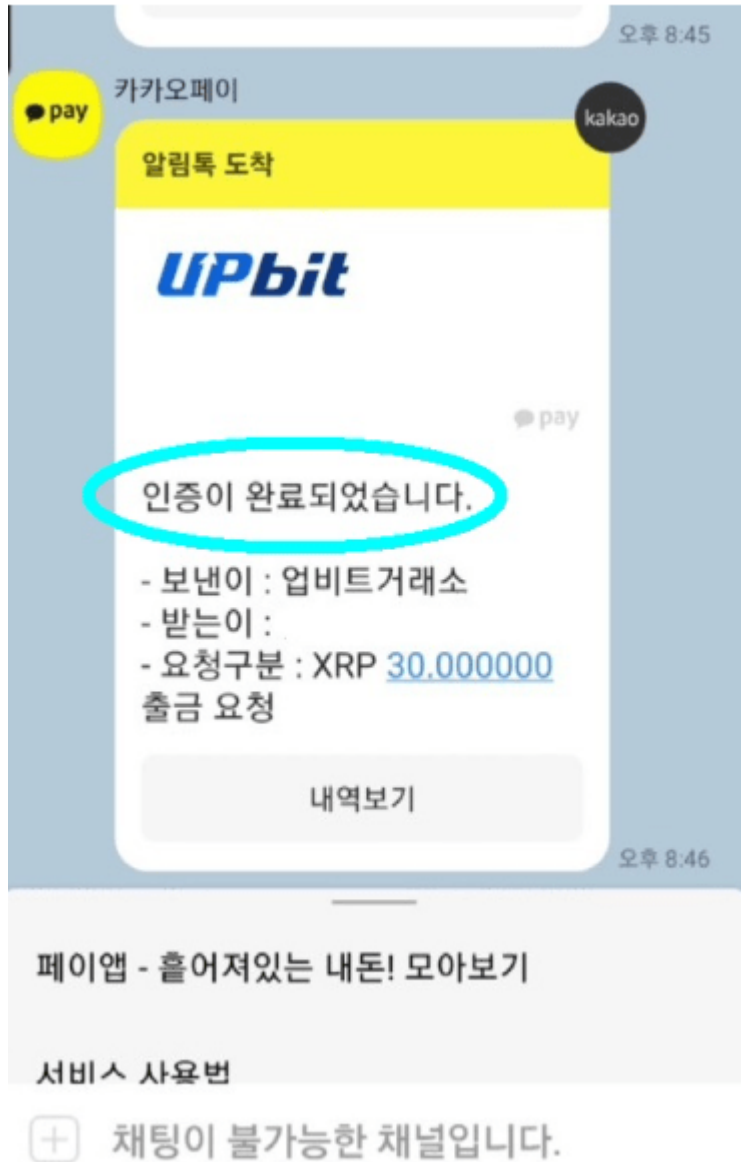 오후 8:45
카카오페이
pay
kakao
알림톡 도착
UPbit
pay
인증이 완료되었습니다.
- 보낸이 : 업비트거래소
- 받는이 :
- 요청구분 : XRP 30.000000
출금 요청
내역보기
오후 8:46
페이앱 - 흩어져있는 내돈! 모아보기
서비스 사용법
채팅이 불가능한 채널입니다.